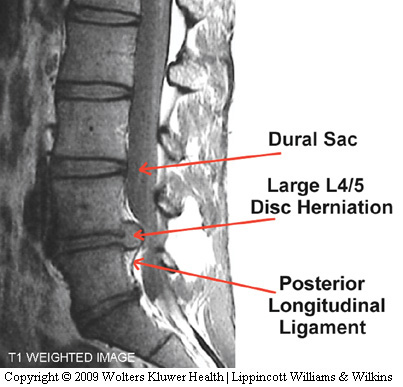 Dural Sac
Large L4/5
Disc Herniation
Posterior
Longitudinal
Ligament
T1 WEIGHTED IMAGE
Copyright © 2009 Wolters Kluwer Health | Lippincott Williams & Wilkins